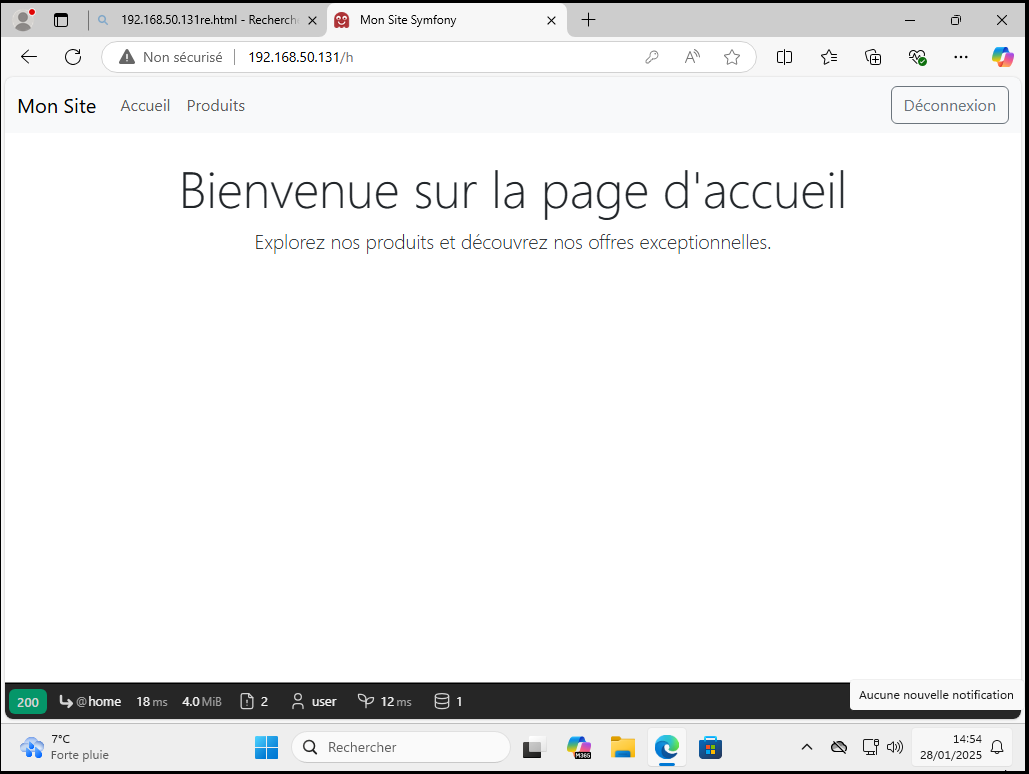 192.168.50.131re.html - Recherch
Mon Site Symfony
Non sécurisé
192.168.50.131/h
Mon Site
Accueil
Produits
Déconnexion
Bienvenue sur la page d'accueil
Explorez nos produits et découvrez nos offres exceptionnelles.
200
@home
18 ms
4.0 MiB
2
user
12 ms
1
Aucune nouvelle notification
7°C
Forte pluie
Rechercher
M365
14:54
28/01/2025